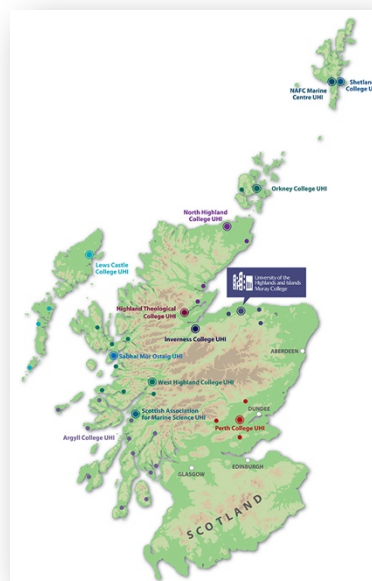 NAFC Marine
Centre UHI
Shetland
College U
Orkney College UHI
North Highland
College UHI
Lews Castle
College UHI
University of the
Highlands and Islands
Moray College
Highland Theological
College UHI
Inverness College UHI
ABERDEEN
Sabhal Mòr Ostaig UHI
West Highland College UHI
DUNDEE
Scottish Association
for Marine Science UHI
Perth College UHI
Argyll College UHI
GLASGOW
EDINBURGH
SCOTLAND